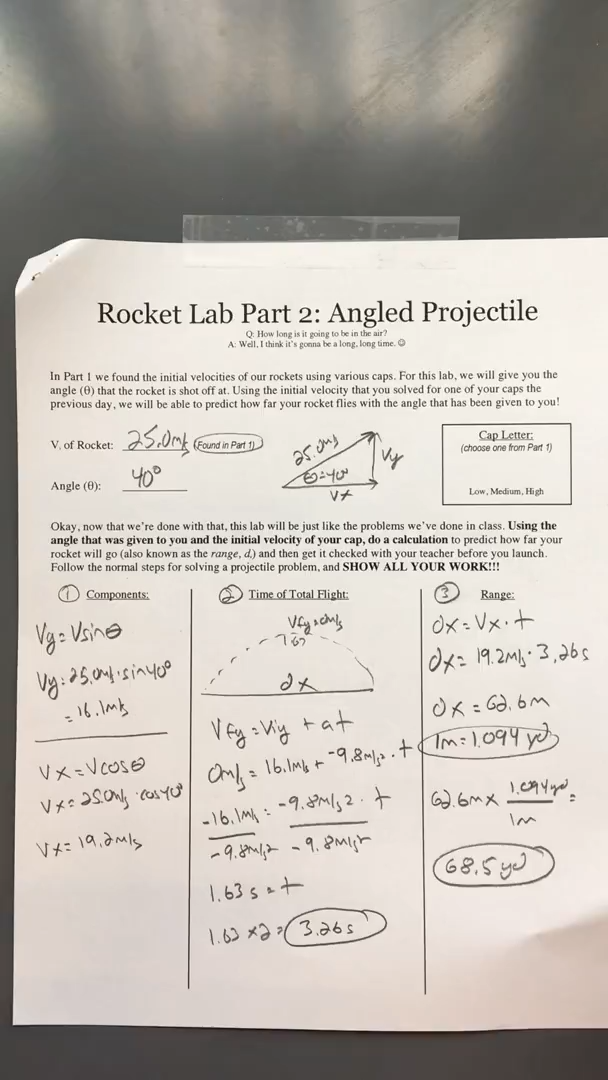 Rocket Lab Part 2: Angled Projectile
Q: How long is it going to be in the air?
A: Well, I think it's gonna be a long, long time. ☺
In Part 1 we found the initial velocities of our rockets using various caps. For this lab, we will give you the
angle (θ) that the rocket is shot off at. Using the initial velocity that you solved for one of your caps the
previous day, we will be able to predict how far your rocket flies with the angle that has been given to you!
Vi of Rocket: 25.0m/s (Found in Part 1)
Angle (θ): 40°
25.0m/s
Vy
θ=40°
Vx
Cap Letter:
(choose one from Part 1)
Low, Medium, High
Okay, now that we're done with that, this lab will be just like the problems we've done in class. Using the
angle that was given to you and the initial velocity of your cap, do a calculation to predict how far your
rocket will go (also known as the range, dx) and then get it checked with your teacher before you launch.
Follow the normal steps for solving a projectile problem, and SHOW ALL YOUR WORK!!!
① Components:
Vy = Vsinθ
Vy = 25.0m/s · sin40°
= 16.1m/s
Vx = Vcosθ
Vx = 25.0m/s · cos40°
Vx = 19.2m/s
② Time of Total Flight:
Vfy = 0m/s
dx
Vfy = Viy + at
0m/s = 16.1m/s + -9.8m/s² · t
-16.1m/s = -9.8m/s² · t
-9.8m/s² -9.8m/s²
1.63 s = t
1.63 x2 = 3.26s
③ Range:
dx = Vx · t
dx = 19.2m/s · 3.26s
dx = 62.6m
1m = 1.094 yd
62.6m x 1.094yd =
1m
68.5 yd